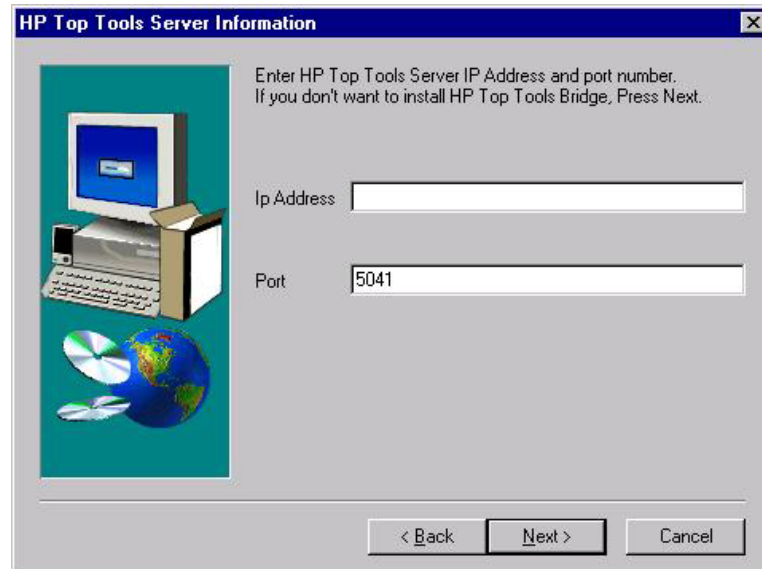 HP Top Tools Server Information
Enter HP Top Tools Server IP Address and port number.
If you don't want to install HP Top Tools Bridge, Press Next.
Ip Address
Port 5041
< Back Next > Cancel